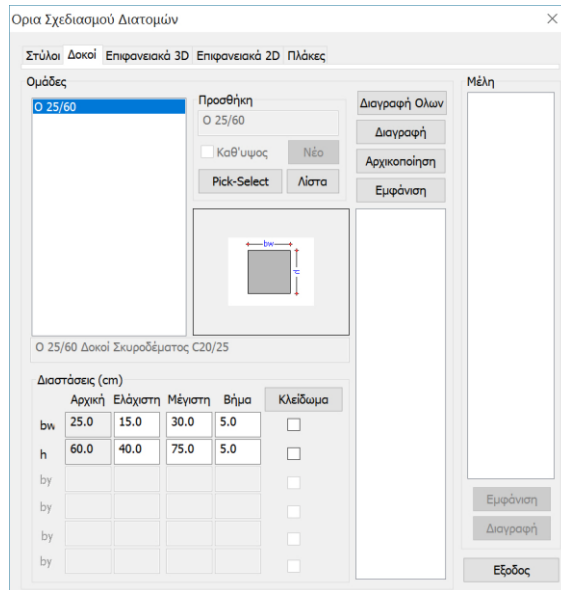 Ορια Σχεδιασμού Διατομών
Στύλοι Δοκοί Επιφανειακά 3D Επιφανειακά 2D Πλάκες
Ομάδες
Ο 25/60
Προσθήκη
Ο 25/60
Καθ'υψος Νέο
Pick-Select Λίστα
Διαγραφή Ολων
Διαγραφή
Αρχικοποίηση
Εμφάνιση
Μέλη
bw
h
Ο 25/60 Δοκοί Σκυροδέματος C20/25
Διαστάσεις (cm)
Αρχική Ελάχιστη Μέγιστη Βήμα Κλείδωμα
bw 25.0 15.0 30.0 5.0
h 60.0 40.0 75.0 5.0
by
by
by
by
Εμφάνιση
Διαγραφή
Εξοδος